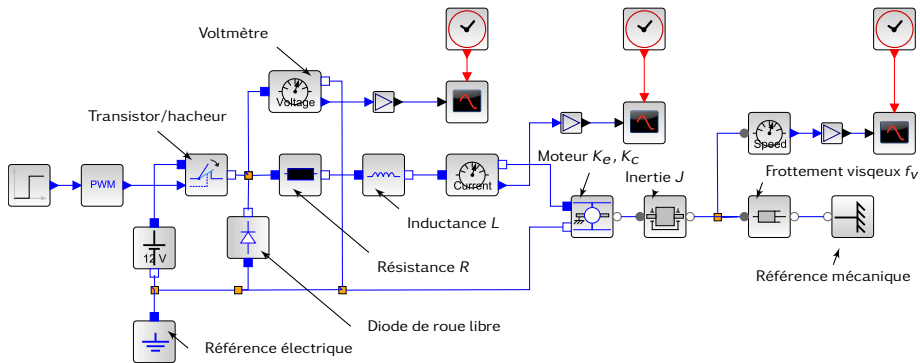 Voltmètre
Voltage
Transistor/hacheur
PWM
12 V
Current
Moteur Ke, Kc
Inertie J
Speed
Frottement visqeux fv
Inductance L
Résistance R
Diode de roue libre
Référence électrique
Référence mécanique